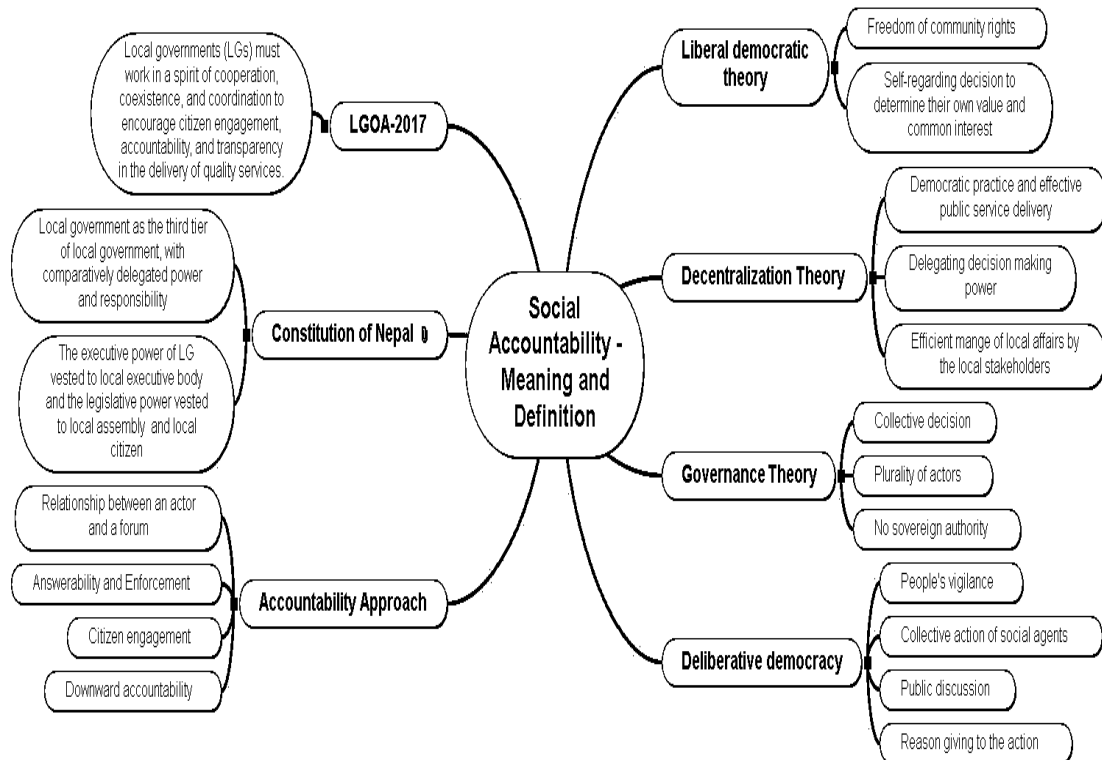 Social
Accountability -
Meaning and
Definition
LGOA-2017
Local governments (LGs) must
work in a spirit of cooperation,
coexistence, and coordination to
encourage citizen engagement,
accountability, and transparency
in the delivery of quality services.
Constitution of Nepal
Local government as the third tier
of local government, with
comparatively delegated power
and responsibility
The executive power of LG
vested to local executive body
and the legislative power vested
to local assembly and local
citizen
Accountability Approach
Relationship between an actor
and a forum
Answerability and Enforcement
Citizen engagement
Downward accountability
Liberal democratic
theory
Freedom of community rights
Self-regarding decision to
determine their own value and
common interest
Decentralization Theory
Democratic practice and effective
public service delivery
Delegating decision making
power
Efficient mange of local affairs by
the local stakeholders
Governance Theory
Collective decision
Plurality of actors
No sovereign authority
Deliberative democracy
People's vigilance
Collective action of social agents
Public discussion
Reason giving to the action